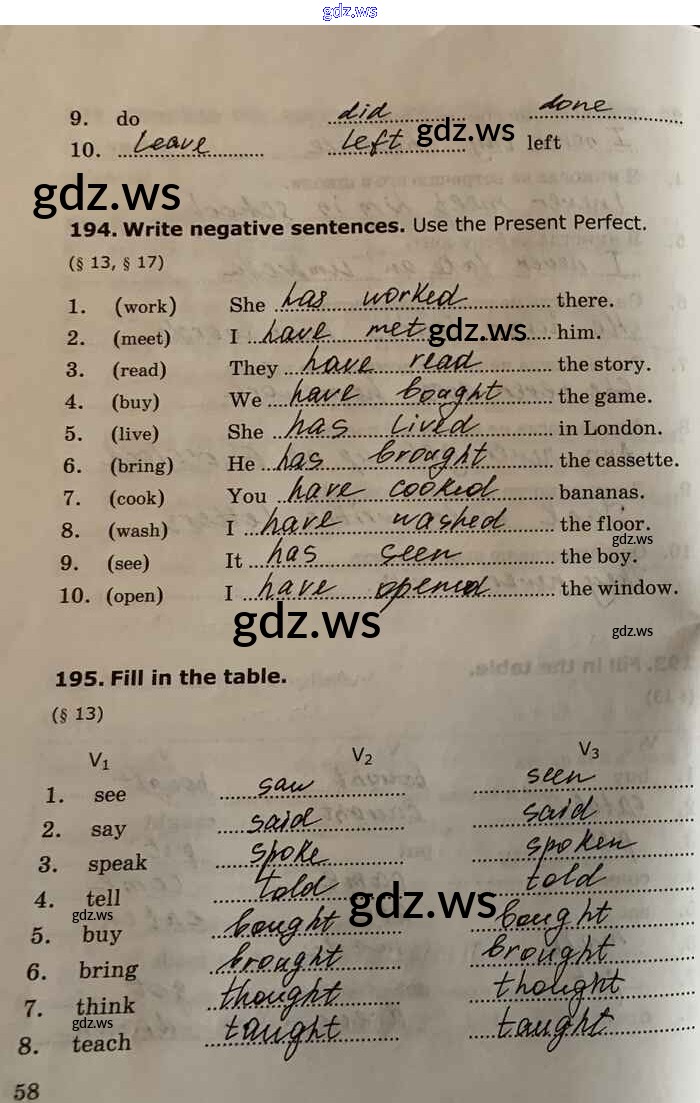 gdz.ws
9. do did done
10. Leave left gdz.ws left
gdz.ws
194. Write negative sentences. Use the Present Perfect.
(§ 13, § 17)
1. (work) She has worked there.
2. (meet) I have met gdz.ws him.
3. (read) They have read the story.
4. (buy) We have bought the game.
5. (live) She has lived in London.
6. (bring) He has brought the cassette.
7. (cook) You have cooked bananas.
8. (wash) I have washed the floor.
gdz.ws
9. (see) It has seen the boy.
10. (open) I have opened the window.
gdz.ws gdz.ws
195. Fill in the table.
(§ 13)
V1 V2 V3
1. see saw seen
2. say said said
3. speak spoke spoken
4. tell told told
gdz.ws gdz.ws
5. buy bought bought
6. bring brought brought
7. think thought thought
gdz.ws
8. teach taught taught
58